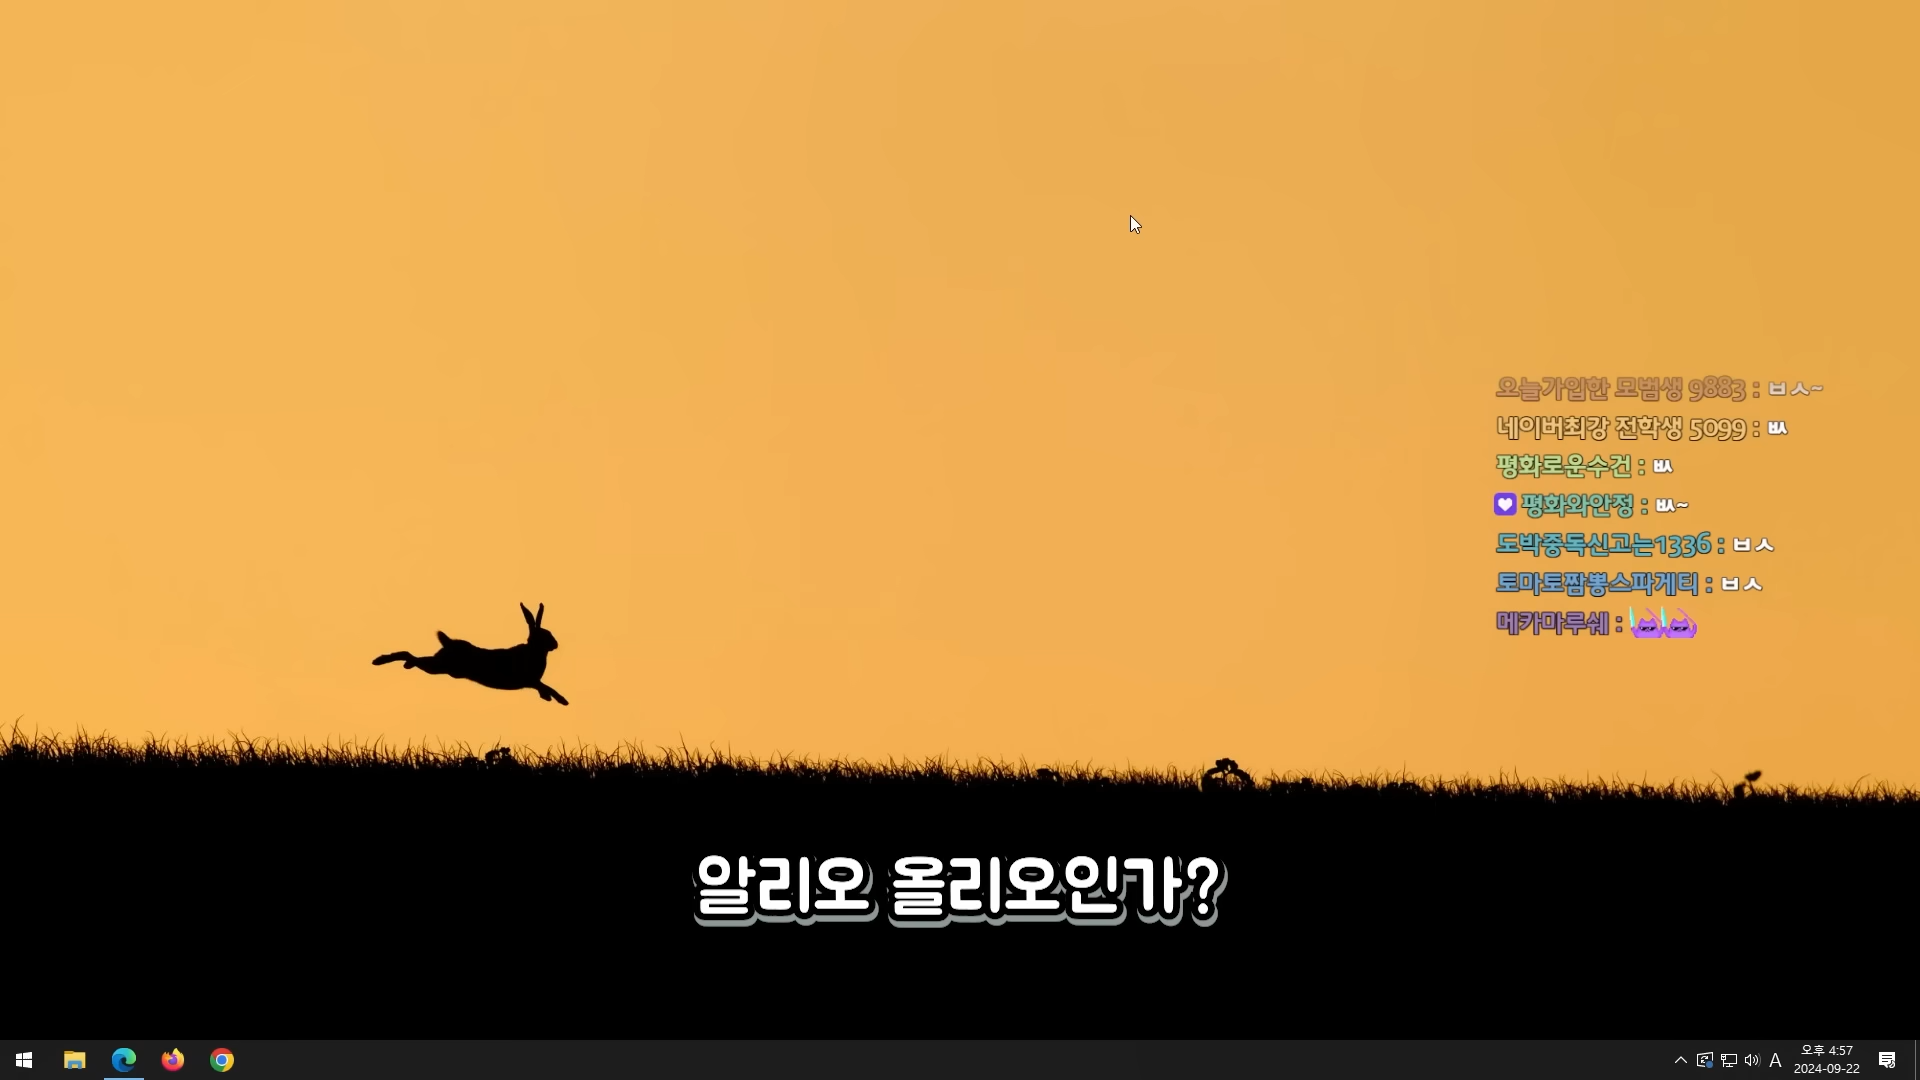 오늘가입한 모범생 9883 : ㅂㅅ~
네이버최강 전학생 5099 : ㅄ
평화로운수건 : ㅄ
평화와안정 : ㅄ~
도박중독신고는1336 : ㅂㅅ
토마토짬뽕스파게티 : ㅂㅅ
메카마루쉐 :
알리오 올리오인가?
A
오후 4:57
2024-09-22